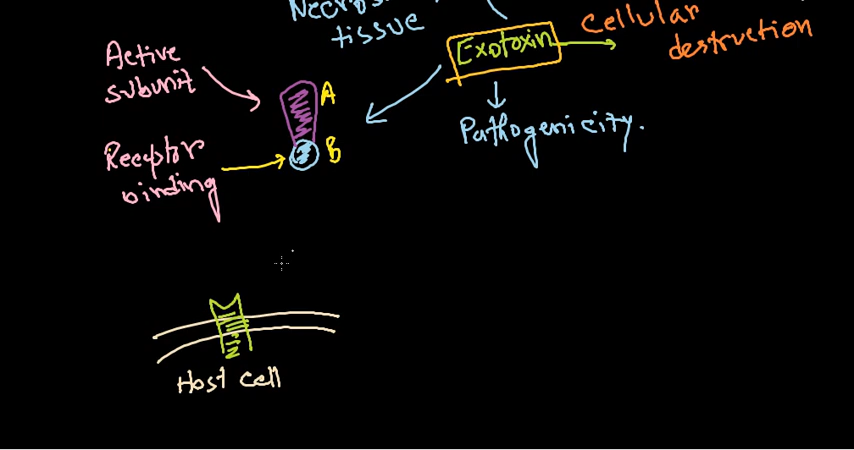 tissue
Exotoxin
Cellular
destruction
Pathogenicity.
Active
subunit
A
Receptor
binding
B
Host cell